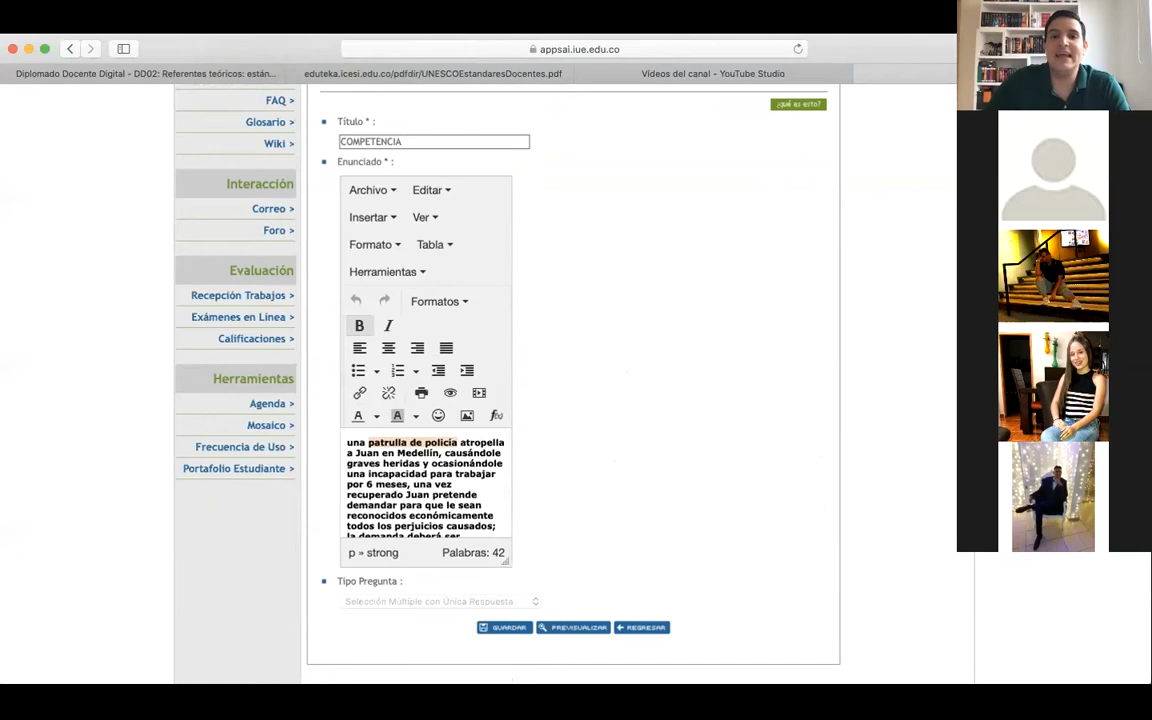 appsai.iue.edu.co
Diplomado Docente Digital - DD02: Referentes teóricos: están...
eduteka.icesi.edu.co/pdfdir/UNESCOEstandaresDocentes.pdf
Vídeos del canal - YouTube Studio
FAQ >
Glosario >
Wiki >
Interacción
Correo >
Foro >
Evaluación
Recepción Trabajos >
Exámenes en Línea >
Calificaciones >
Herramientas
Agenda >
Mosaico >
Frecuencia de Uso >
Portafolio Estudiante >
¿qué es esto?
Título * :
COMPETENCIA
Enunciado * :
Archivo Editar
Insertar Ver
Formato Tabla
Herramientas
Formatos
B I
A A f(x)
una patrulla de policía atropella
a Juan en Medellín, causándole
graves heridas y ocasionándole
una incapacidad para trabajar
por 6 meses, una vez
recuperado Juan pretende
demandar para que le sean
reconocidos económicamente
todos los perjuicios causados;
la demanda deberá ser
p » strong Palabras: 42
Tipo Pregunta :
Selección Múltiple con Única Respuesta
GUARDAR PREVISUALIZAR REGRESAR